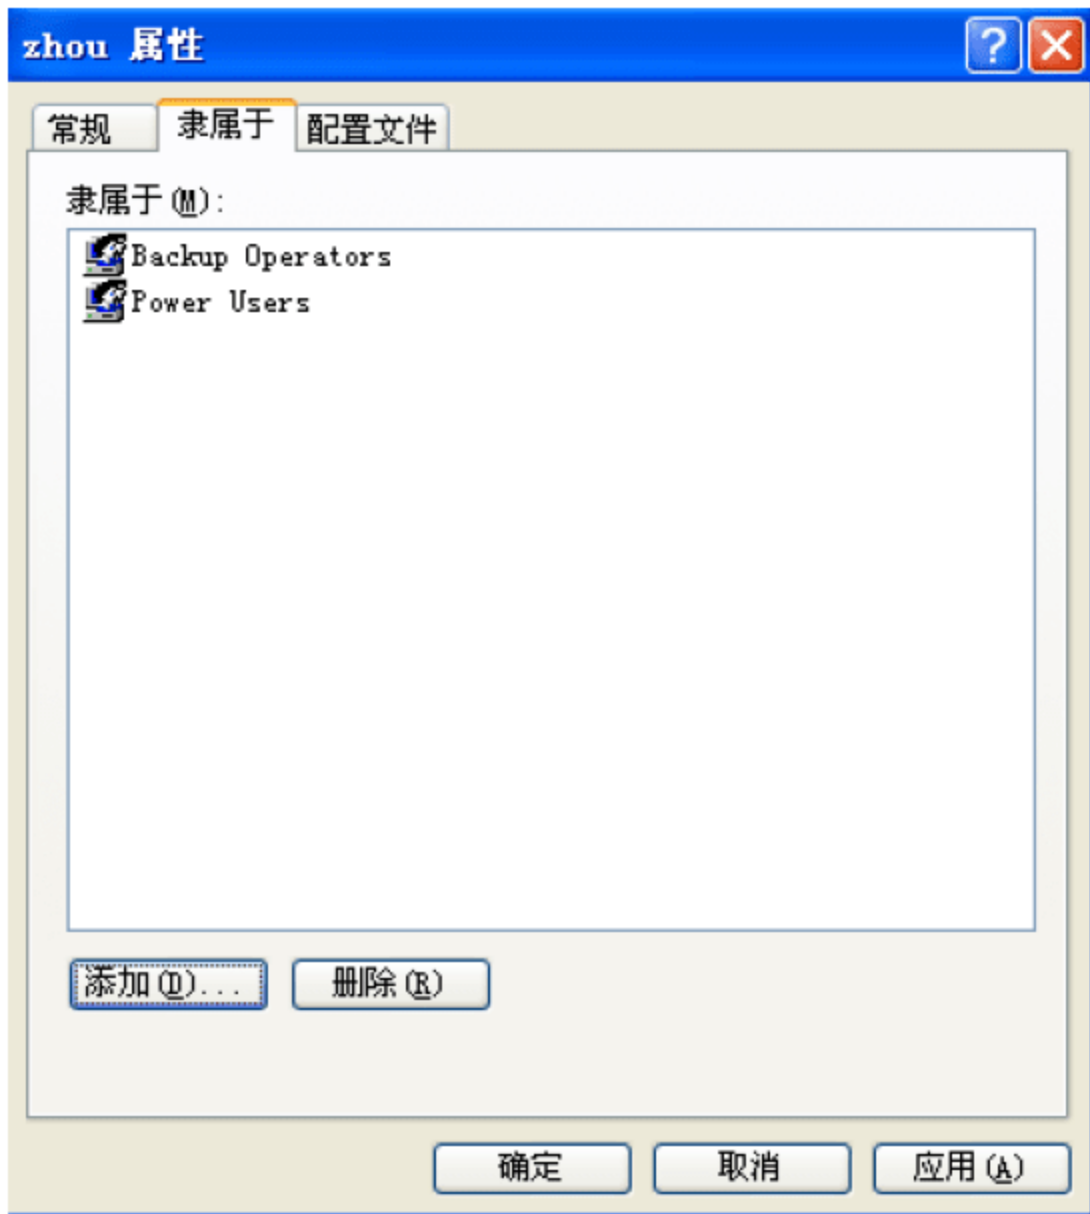 zhou 属性
常规 隶属于 配置文件
隶属于(M):
Backup Operators
Power Users
添加(D)... 删除(R)
确定 取消 应用(A)